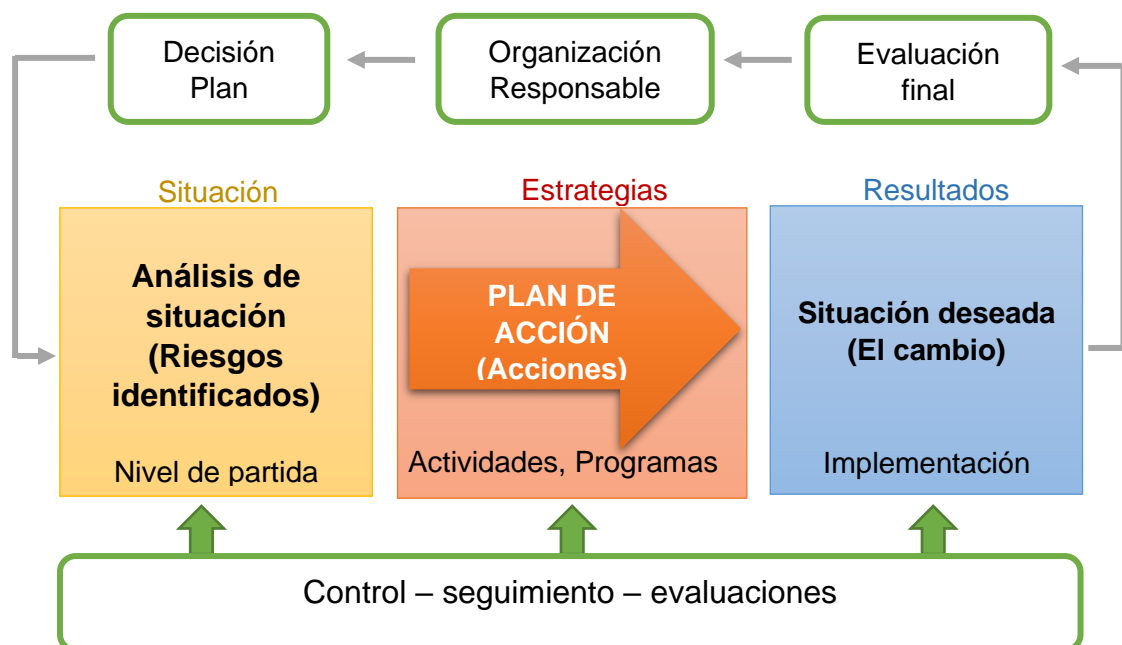 Decisión
Plan
Organización
Responsable
Evaluación
final
Situación
Estrategias
Resultados
Análisis de
situación
(Riesgos
identificados)
Nivel de partida
PLAN DE
ACCIÓN
(Acciones)
Actividades, Programas
Situación deseada
(El cambio)
Implementación
Control – seguimiento – evaluaciones